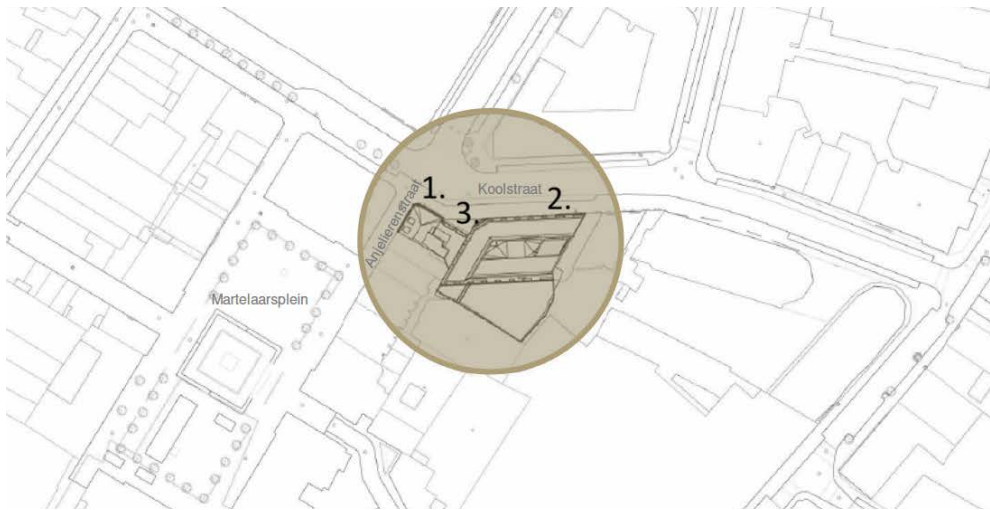 Koolstraat
1.
2.
3.
Anjelierenstraat
Martelaarsplein